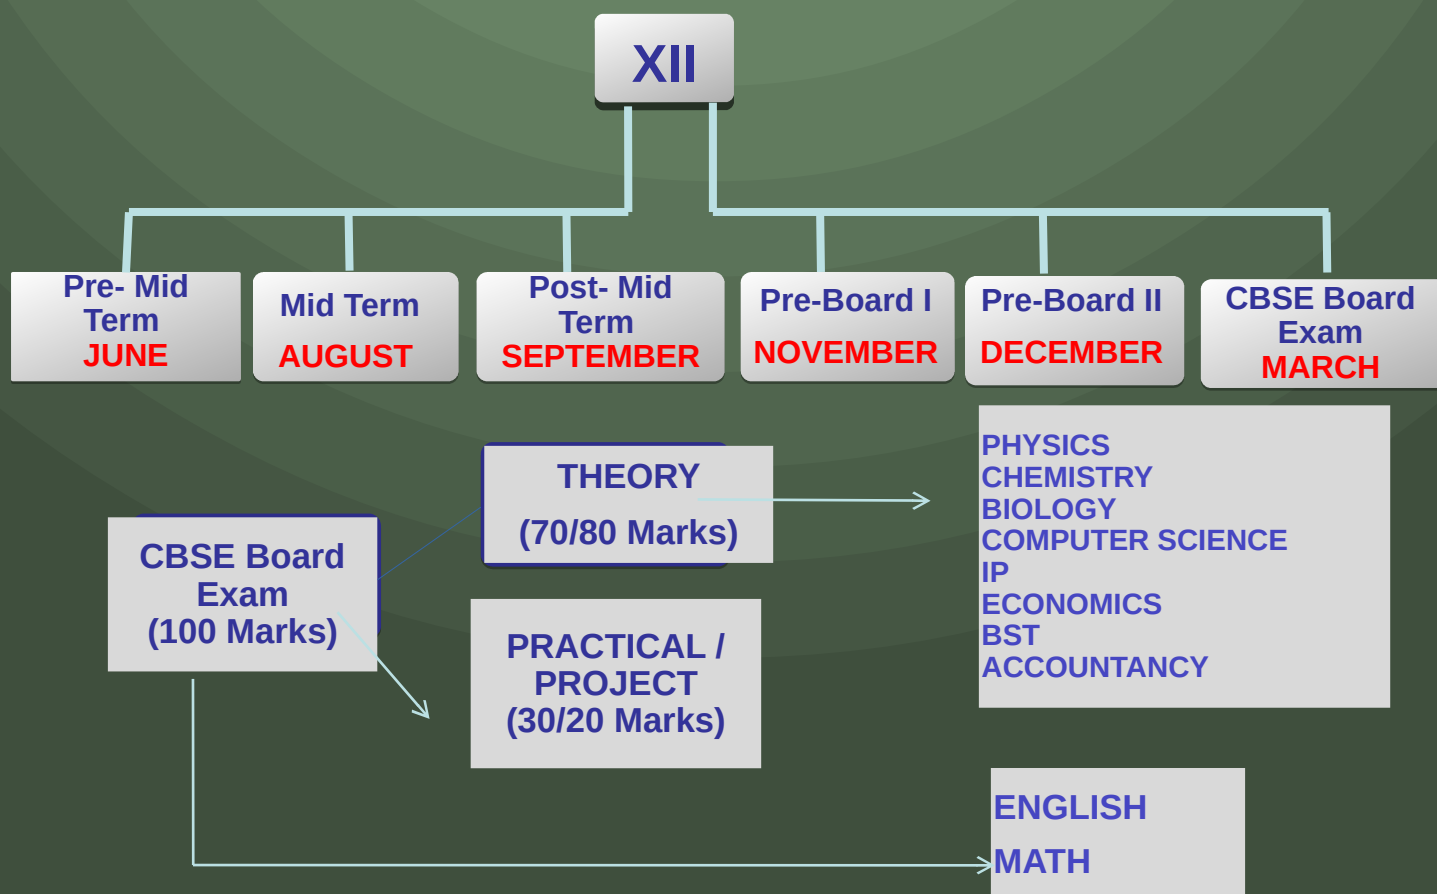 XII
Pre- Mid
Term
JUNE
Mid Term
AUGUST
Post- Mid
Term
SEPTEMBER
Pre-Board I
NOVEMBER
Pre-Board II
DECEMBER
CBSE Board
Exam
MARCH
CBSE Board
Exam
(100 Marks)
THEORY
(70/80 Marks)
PRACTICAL /
PROJECT
(30/20 Marks)
PHYSICS
CHEMISTRY
BIOLOGY
COMPUTER SCIENCE
IP
ECONOMICS
BST
ACCOUNTANCY
ENGLISH
MATH